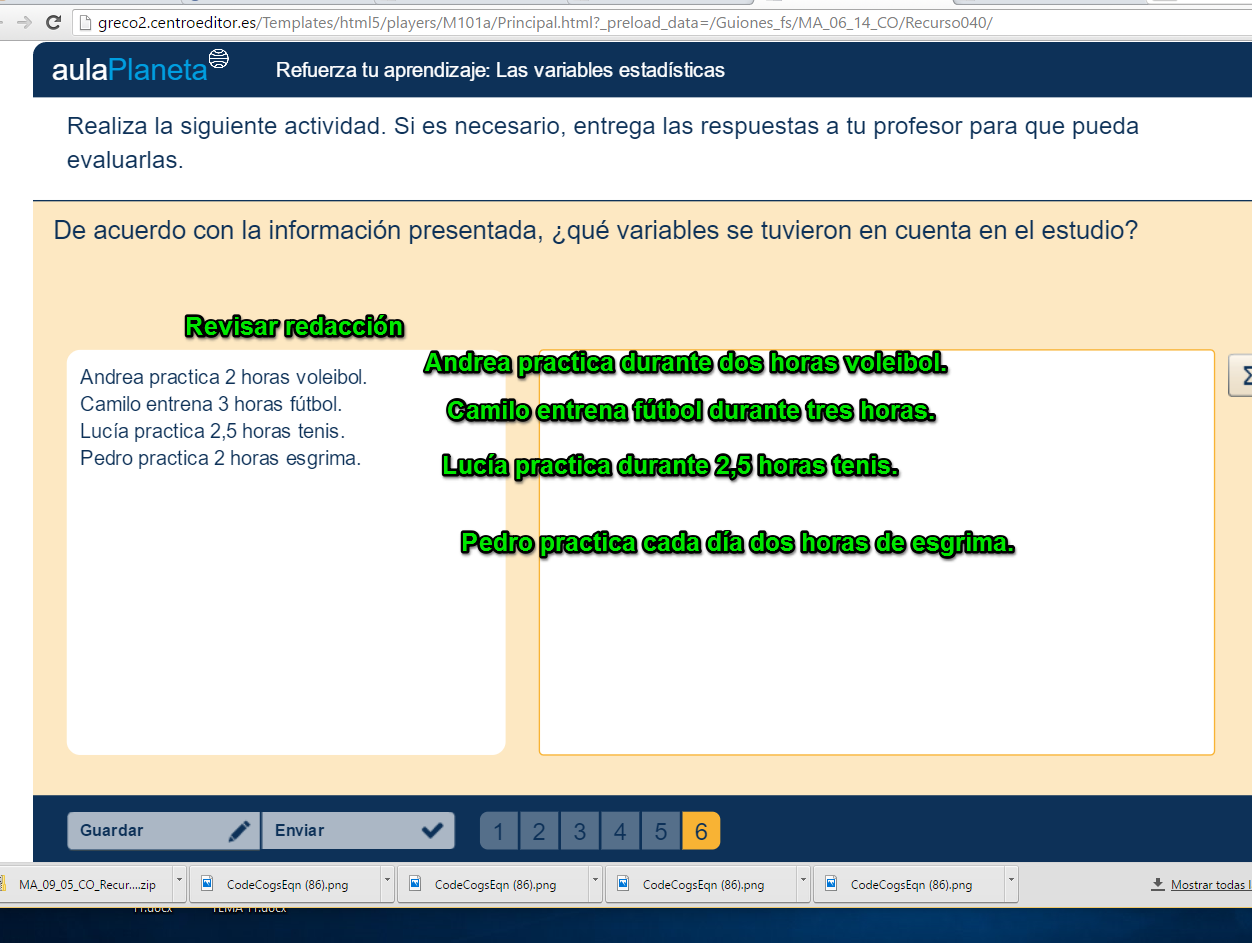 greco2.centroeditor.es/Templates/html5/players/M101a/Principal.html?_preload_data=/Guiones_fs/MA_06_14_CO/Recurso040/
aulaPlaneta
Refuerza tu aprendizaje: Las variables estadísticas
Realiza la siguiente actividad. Si es necesario, entrega las respuestas a tu profesor para que pueda
evaluarlas.
De acuerdo con la información presentada, ¿qué variables se tuvieron en cuenta en el estudio?
Revisar redacción
Andrea practica 2 horas voleibol.
Camilo entrena 3 horas fútbol.
Lucía practica 2,5 horas tenis.
Pedro practica 2 horas esgrima.
Andrea practica durante dos horas voleibol.
Camilo entrena fútbol durante tres horas.
Lucía practica durante 2,5 horas tenis.
Pedro practica cada día dos horas de esgrima.
Guardar
Enviar
1 2 3 4 5 6
MA_09_05_CO_Recur....zip
CodeCogsEqn (86).png
CodeCogsEqn (86).png
CodeCogsEqn (86).png
CodeCogsEqn (86).png
Mostrar todas